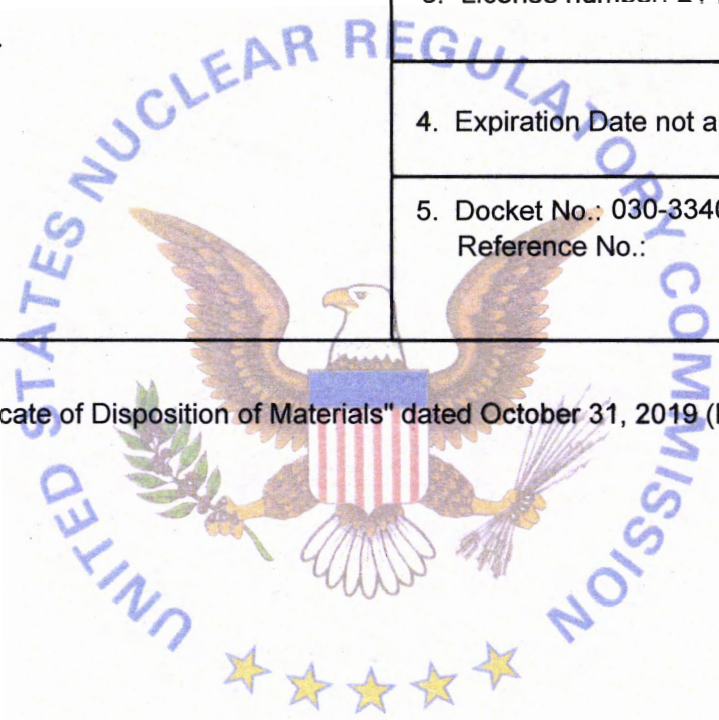 UNITED STATES NUCLEAR REGULATORY COMMISSION
4. Expiration Date not a
5. Docket No.: 030-3340
Reference No.:
cate of Disposition of Materials" dated October 31, 2019 (